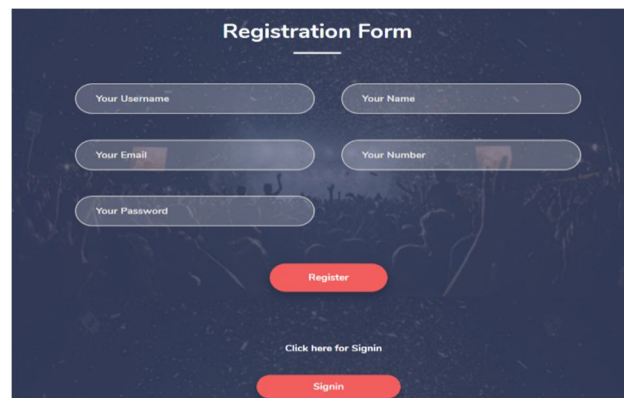 Registration Form
Your Username
Your Name
Your Email
Your Number
Your Password
Register
Click here for Signin
Signin